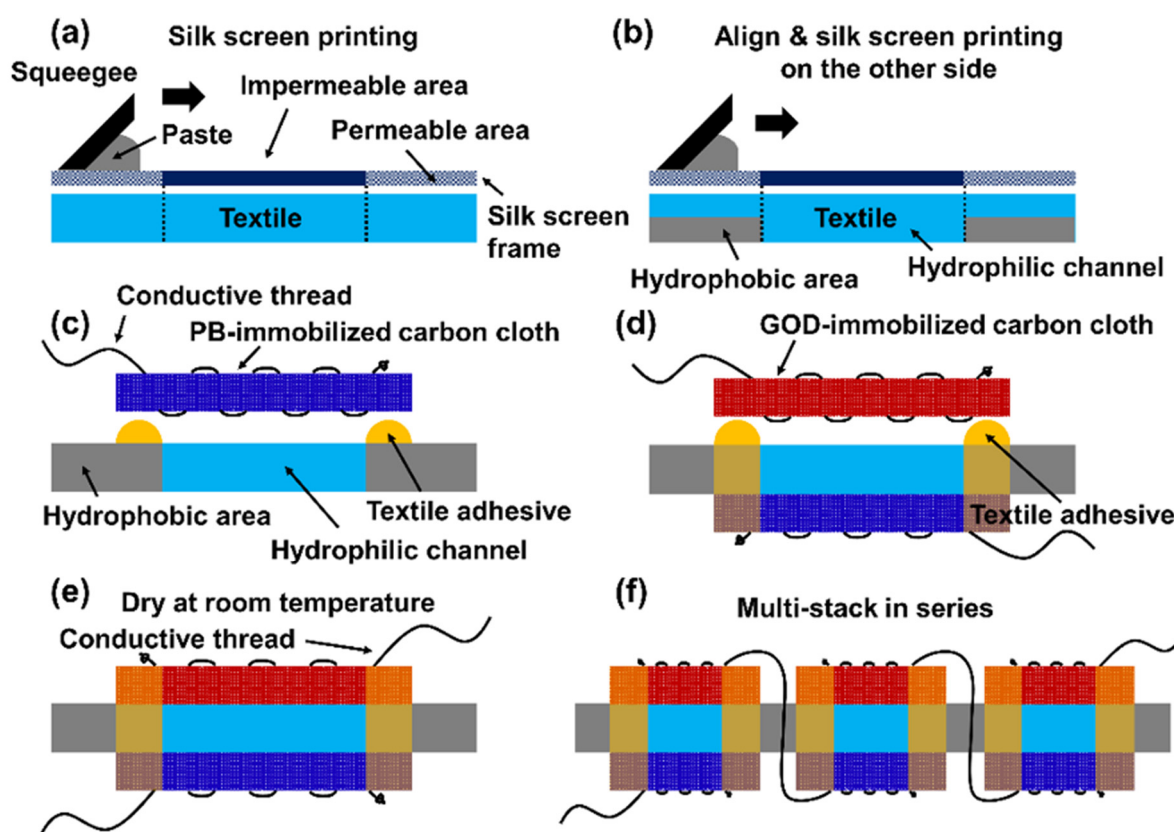 (a)
Silk screen printing
Squeegee
Impermeable area
Paste
Permeable area
Textile
Silk screen
frame
(b)
Align & silk screen printing
on the other side
Textile
Hydrophobic area
Hydrophilic channel
(c)
Conductive thread
PB-immobilized carbon cloth
Hydrophobic area
Textile adhesive
Hydrophilic channel
(d)
GOD-immobilized carbon cloth
Textile adhesive
(e)
Dry at room temperature
Conductive thread
(f)
Multi-stack in series